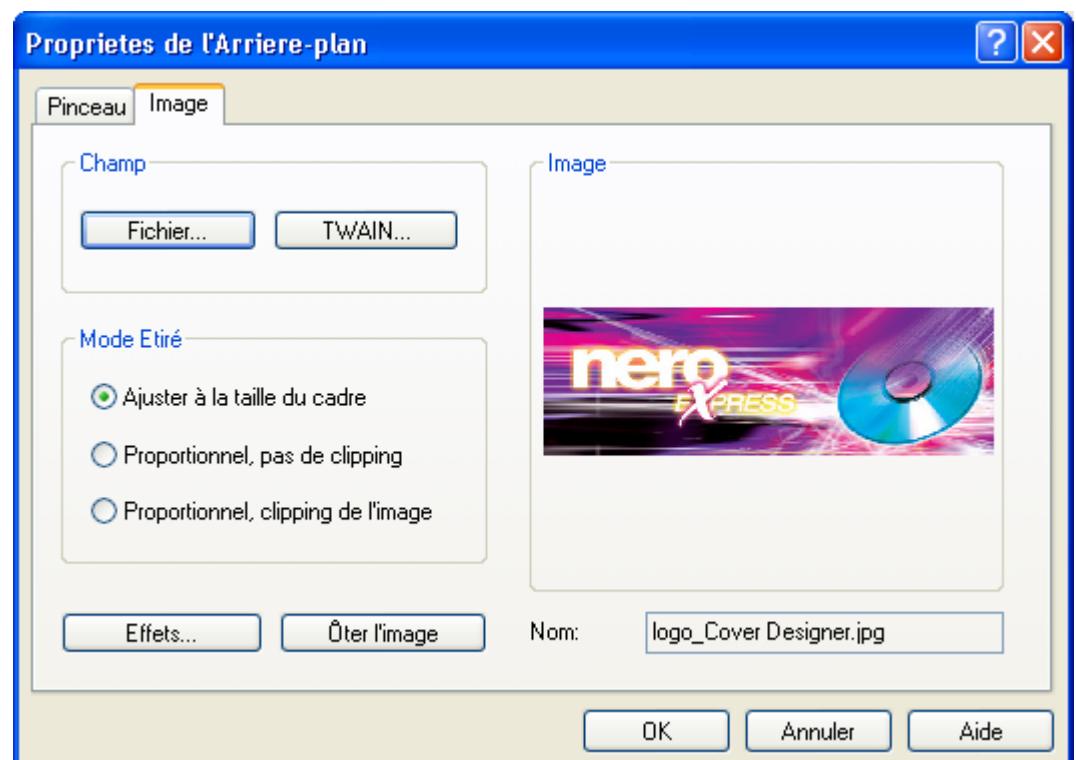 Proprietes de l'Arriere-plan
Pinceau
Image
Champ
Fichier...
TWAIN...
Mode Etiré
Ajuster à la taille du cadre
Proportionnel, pas de clipping
Proportionnel, clipping de l'image
Effets...
Ôter l'image
Image
nero
EXPRESS
Nom:
logo_Cover Designer.jpg
OK
Annuler
Aide